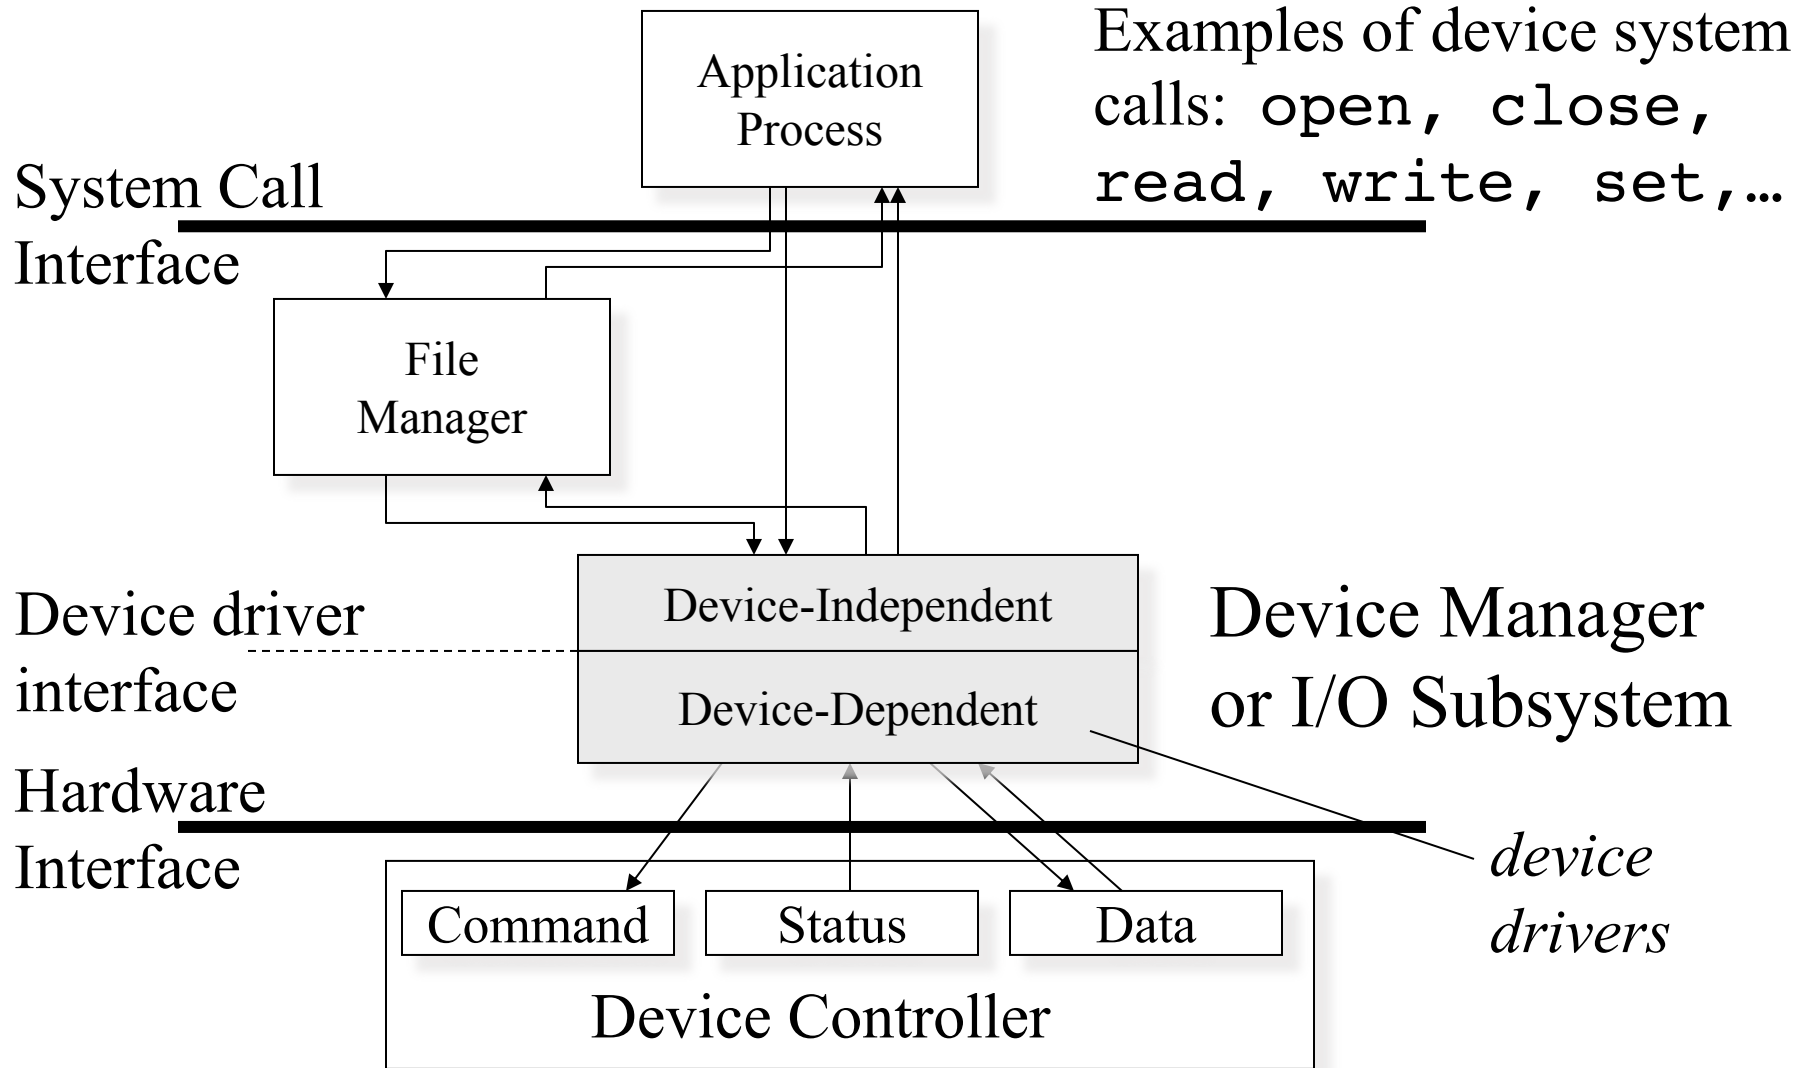 Application
Process
Examples of device system
calls: open, close,
read, write, set,…
System Call
Interface
File
Manager
Device driver
interface
Device-Independent
Device-Dependent
Device Manager
or I/O Subsystem
Hardware
Interface
device
drivers
Command
Status
Data
Device Controller